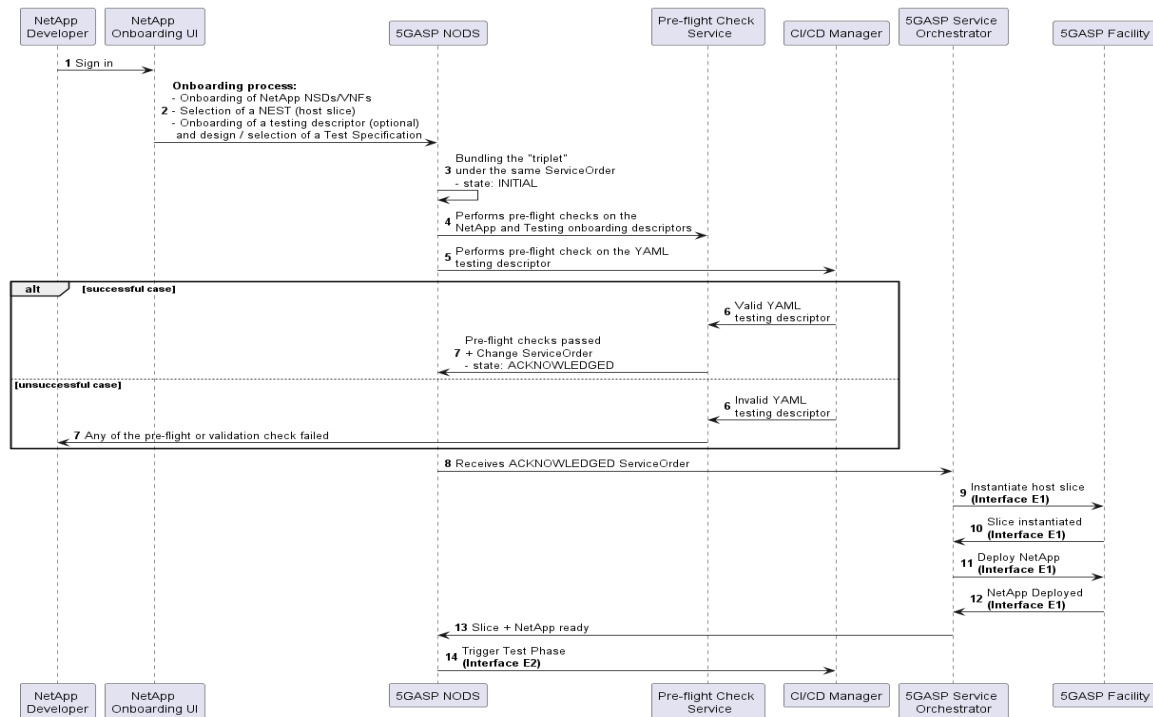 NetApp
Developer
NetApp
Onboarding UI
5GASP NODS
Pre-flight Check
Service
CI/CD Manager
5GASP Service
Orchestrator
5GASP Facility
1 Sign in
Onboarding process:
- Onboarding of NetApp NSDs/VNFs
2 - Selection of a NEST (host slice)
- Onboarding of a testing descriptor (optional)
and design / selection of a Test Specification
Bundling the "triplet"
3 under the same ServiceOrder
- state: INITIAL
4 Performs pre-flight checks on the
NetApp and Testing onboarding descriptors
5 Performs pre-flight check on the YAML
testing descriptor
alt [successful case]
6 Valid YAML
testing descriptor
Pre-flight checks passed
7 + Change ServiceOrder
- state: ACKNOWLEDGED
[unsuccessful case]
6 Invalid YAML
testing descriptor
7 Any of the pre-flight or validation check failed
8 Receives ACKNOWLEDGED ServiceOrder
9 Instantiate host slice
(Interface E1)
10 Slice instantiated
(Interface E1)
11 Deploy NetApp
(Interface E1)
12 NetApp Deployed
(Interface E1)
13 Slice + NetApp ready
14 Trigger Test Phase
(Interface E2)
NetApp
Developer
NetApp
Onboarding UI
5GASP NODS
Pre-flight Check
Service
CI/CD Manager
5GASP Service
Orchestrator
5GASP Facility